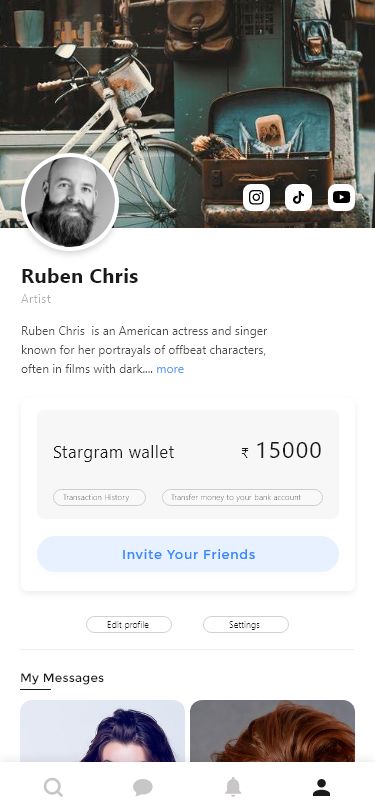 Ruben Chris
Artist
Ruben Chris is an American actress and singer
known for her portrayals of offbeat characters,
often in films with dark.... more
Stargram wallet ₹ 15000
Transaction History Transfer money to your bank account
Invite Your Friends
Edit profile Settings
My Messages